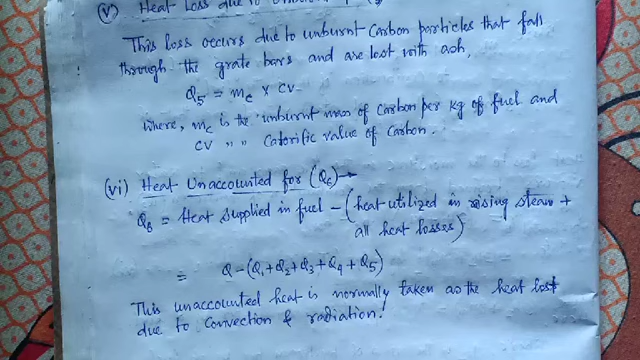 (v) Heat Loss due to
This loss occurs due to unburnt Carbon particles that fall
through the grate bars and are lost with ash,
Q5 = mc × CV
where, mc is the unburnt mass of Carbon per kg of fuel and
CV " " Calorific value of Carbon.
(vi) Heat Unaccounted for (Q6) →
Q6 = Heat Supplied in fuel - (heat utilized in rising steam +
all heat losses)
= Q-(Q1+Q2+Q3+Q4+Q5)
This unaccounted heat is normally taken as the heat lost
due to Convection & radiation.